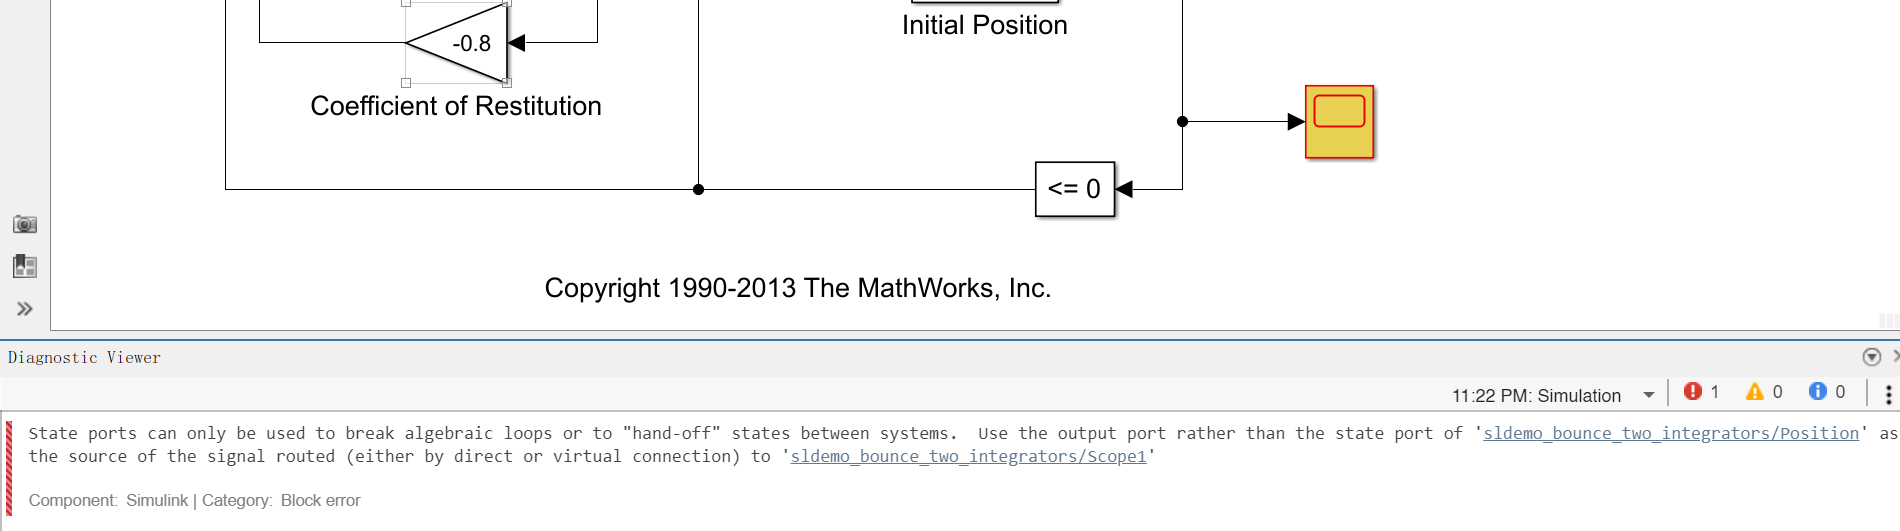 -0.8
Initial Position
Coefficient of Restitution
<= 0
Copyright 1990-2013 The MathWorks, Inc.
Diagnostic Viewer
11:22 PM: Simulation 1 0 0
State ports can only be used to break algebraic loops or to "hand-off" states between systems.  Use the output port rather than the state port of 'sldemo_bounce_two_integrators/Position' as
the source of the signal routed (either by direct or virtual connection) to 'sldemo_bounce_two_integrators/Scope1'
Component: Simulink | Category: Block error